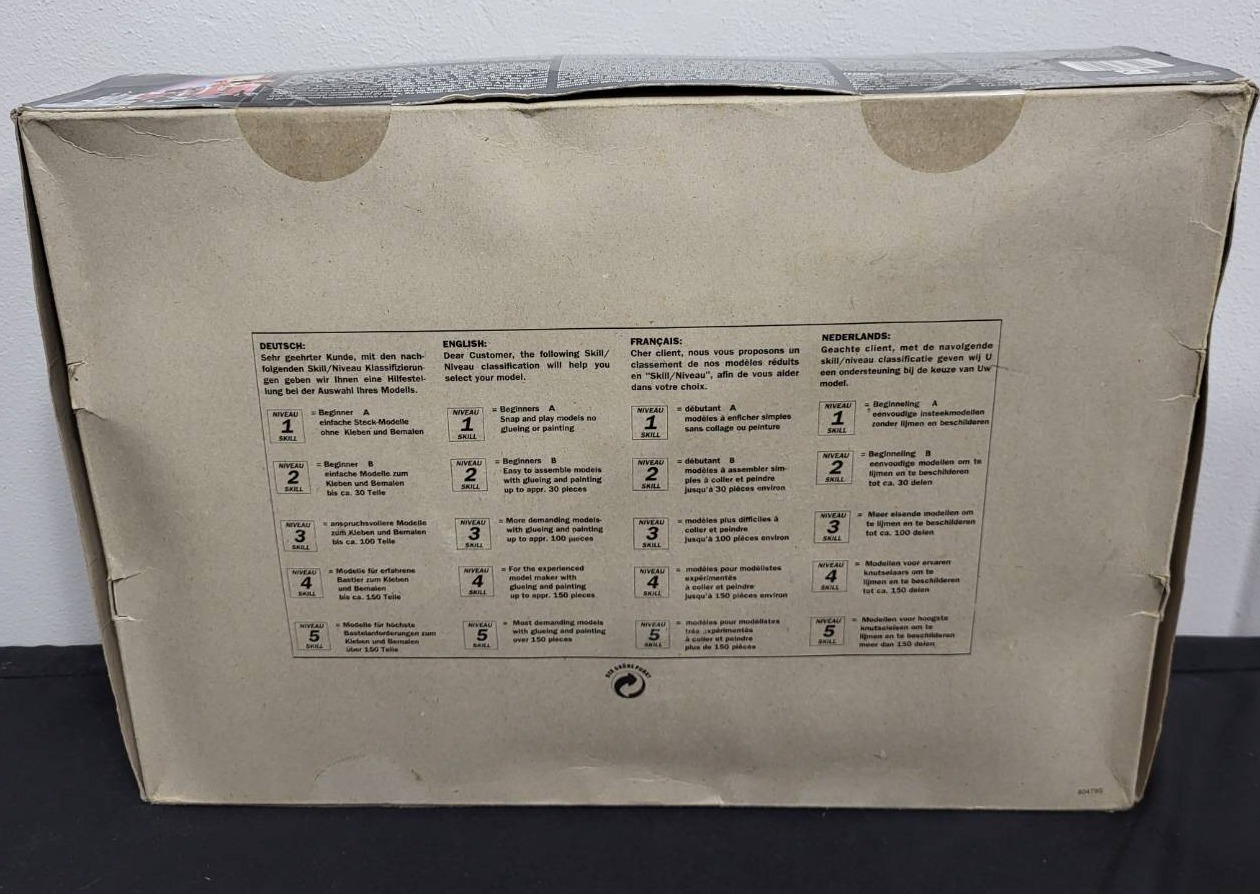 DEUTSCH:
Sehr geehrter Kunde, mit den nach-
folgenden Skill/Niveau Klassifizierun-
gen geben wir Ihnen eine Hilfestel-
lung bei der Auswahl Ihres Modells.
NIVEAU
1
SKILL
= Beginner A
einfache Steck-Modelle
ohne Kleben und Bemalen
NIVEAU
2
SKILL
= Beginner B
einfache Modelle zum
Kleben und Bemalen
bis ca. 30 Teile
NIVEAU
3
SKILL
= anspruchsvollere Modelle
zum Kleben und Bemalen
bis ca. 100 Teile
NIVEAU
4
SKILL
= Modelle für erfahrene
Bastler zum Kleben
und Bemalen
bis ca. 150 Teile
NIVEAU
5
SKILL
= Modelle für höchste
Bastelanforderungen zum
Kleben und Bemalen
über 150 Teile
ENGLISH:
Dear Customer, the following Skill/
Niveau classification will help you
select your model.
NIVEAU
1
SKILL
= Beginners A
Snap and play models no
glueing or painting
NIVEAU
2
SKILL
= Beginners B
Easy to assemble models
with glueing and painting
up to appr. 30 pieces
NIVEAU
3
SKILL
= More demanding models
with glueing and painting
up to appr. 100 pieces
NIVEAU
4
SKILL
= For the experienced
model maker with
glueing and painting
up to appr. 150 pieces
NIVEAU
5
SKILL
= Most demanding models
with glueing and painting
over 150 pieces
FRANÇAIS:
Cher client, nous vous proposons un
classement de nos modèles réduits
en "Skill/Niveau", afin de vous aider
dans votre choix.
NIVEAU
1
SKILL
= débutant A
modèles à enficher simples
sans collage ou peinture
NIVEAU
2
SKILL
= débutant B
modèles à assembler sim-
ples à coller et peindre
jusqu'à 30 pièces environ
NIVEAU
3
SKILL
= modèles plus difficiles à
coller et peindre
jusqu'à 100 pièces environ
NIVEAU
4
SKILL
= modèles pour modélistes
expérimentés
à coller et peindre
jusqu'à 150 pièces environ
NIVEAU
5
SKILL
= modèles pour modélistes
très expérimentés
à coller et peindre
plus de 150 pièces
NEDERLANDS:
Geachte client, met de navolgende
skill/niveau classificatie geven wij U
een ondersteuning bij de keuze van Uw
model.
NIVEAU
1
SKILL
= Beginneling A
eenvoudige insteekmodellen
zonder lijmen en beschilderen
NIVEAU
2
SKILL
= Beginneling B
eenvoudige modellen om te
lijmen en te beschilderen
tot ca. 30 delen
NIVEAU
3
SKILL
= Meer eisende modellen om
te lijmen en te beschilderen
tot ca. 100 delen
NIVEAU
4
SKILL
= Modellen voor ervaren
knutselaars om te
lijmen en te beschilderen
tot ca. 150 delen
NIVEAU
5
SKILL
= Modellen voor hoogste
knutseleisen om te
lijmen en te beschilderen
meer dan 150 delen
DER GRÜNE PUNKT